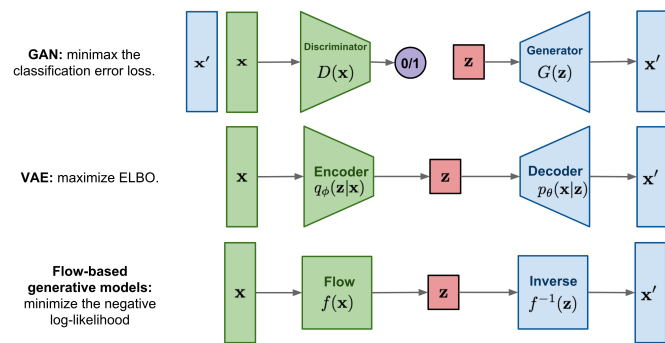 GAN: minimax the
classification error loss.
x′ x Discriminator D(x) 0/1 z Generator G(z) x′
VAE: maximize ELBO.
x Encoder qϕ(z|x) z Decoder pθ(x|z) x′
Flow-based
generative models:
minimize the negative
log-likelihood
x Flow f(x) z Inverse f⁻¹(z) x′